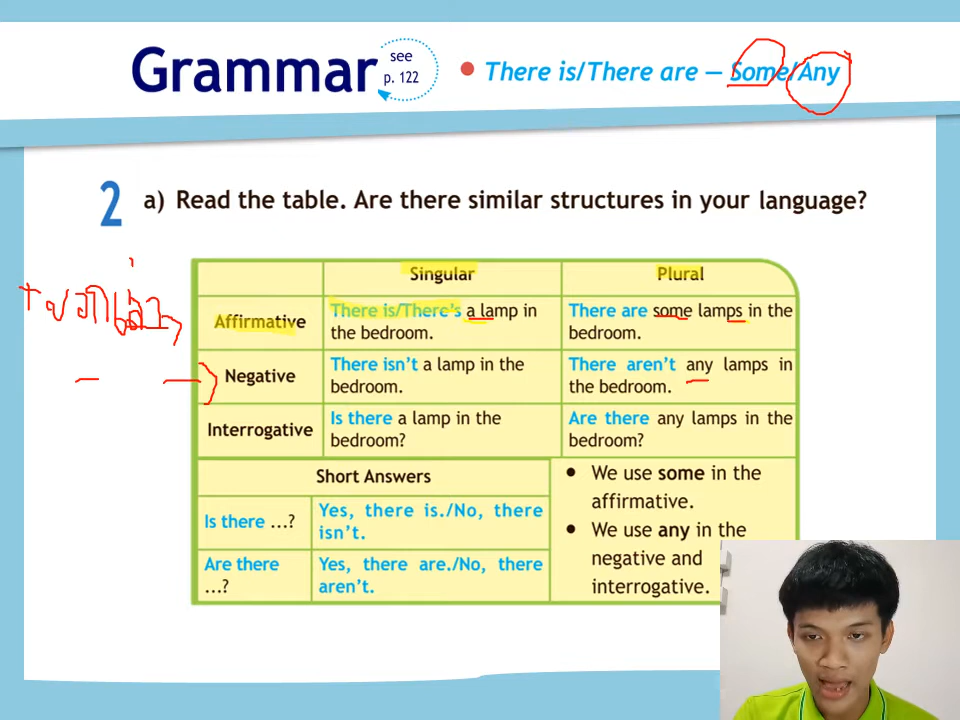 Grammar
see
p. 122
• There is/There are – Some/Any
2 a) Read the table. Are there similar structures in your language?
Singular
Plural
Affirmative
There is/There's a lamp in
the bedroom.
There are some lamps in the
bedroom.
Negative
There isn't a lamp in the
bedroom.
There aren't any lamps in
the bedroom.
Interrogative
Is there a lamp in the
bedroom?
Are there any lamps in the
bedroom?
Short Answers
Is there ...?
Yes, there is./No, there
isn't.
Are there
...?
Yes, there are./No, there
aren't.
• We use some in the
affirmative.
• We use any in the
negative and
interrogative.